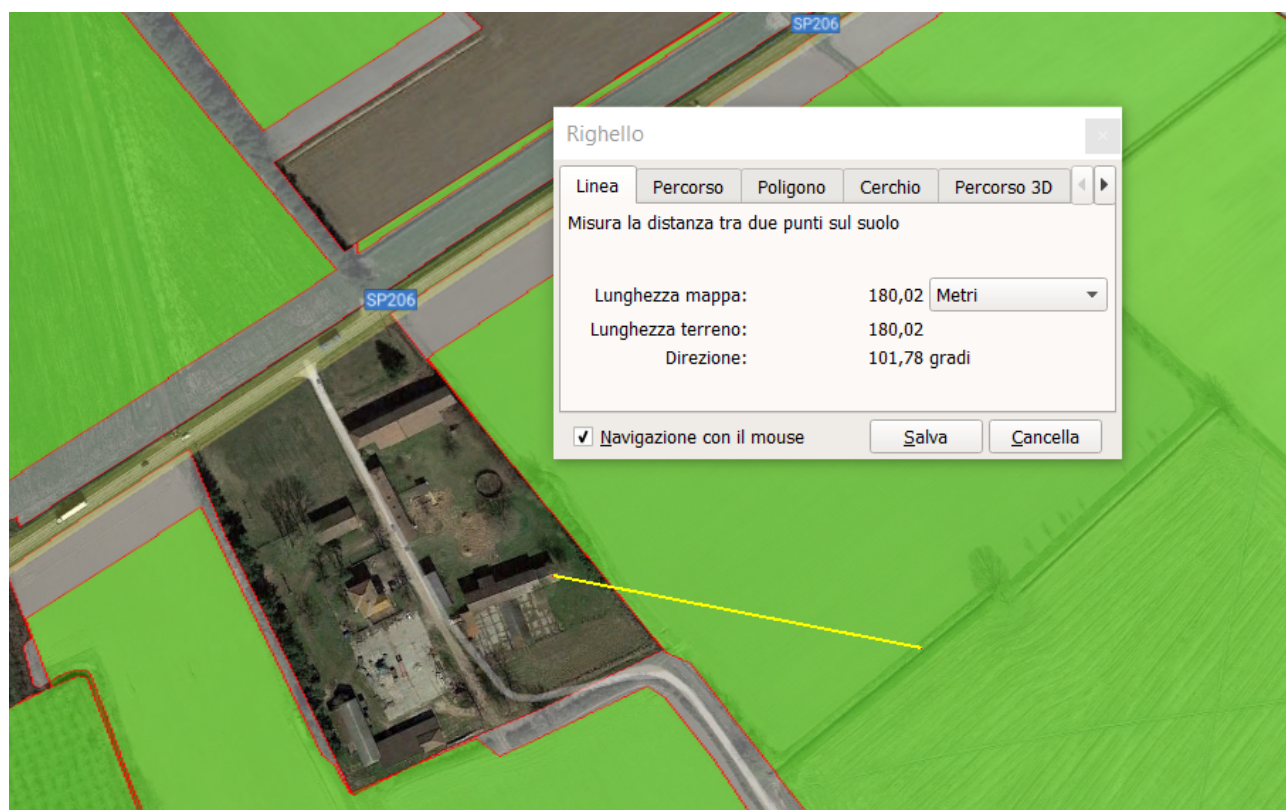 SP206
Righello
Linea Percorso Poligono Cerchio Percorso 3D
Misura la distanza tra due punti sul suolo
Lunghezza mappa: 180,02 Metri
SP206
Lunghezza terreno: 180,02
Direzione: 101,78 gradi
Navigazione con il mouse Salva Cancella